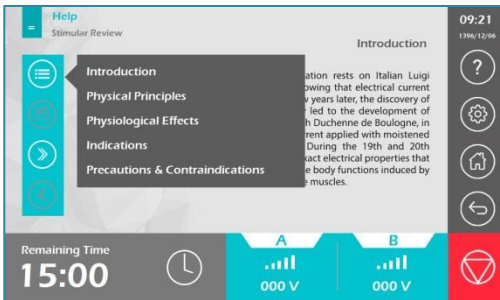 Help
Stimular Review
09:21
1396/12/06
Introduction
Introduction
Physical Principles
Physiological Effects
Indications
Precautions & Contraindications
ation rests on Italian Luigi
owing that electrical current
years later, the discovery of
led to the development of
Duchenne de Boulogne, in
rent applied with moistened
During the 19th and 20th
xact electrical properties that
e body functions induced by
muscles.
?
Remaining Time
15:00
A
000 V
B
000 V